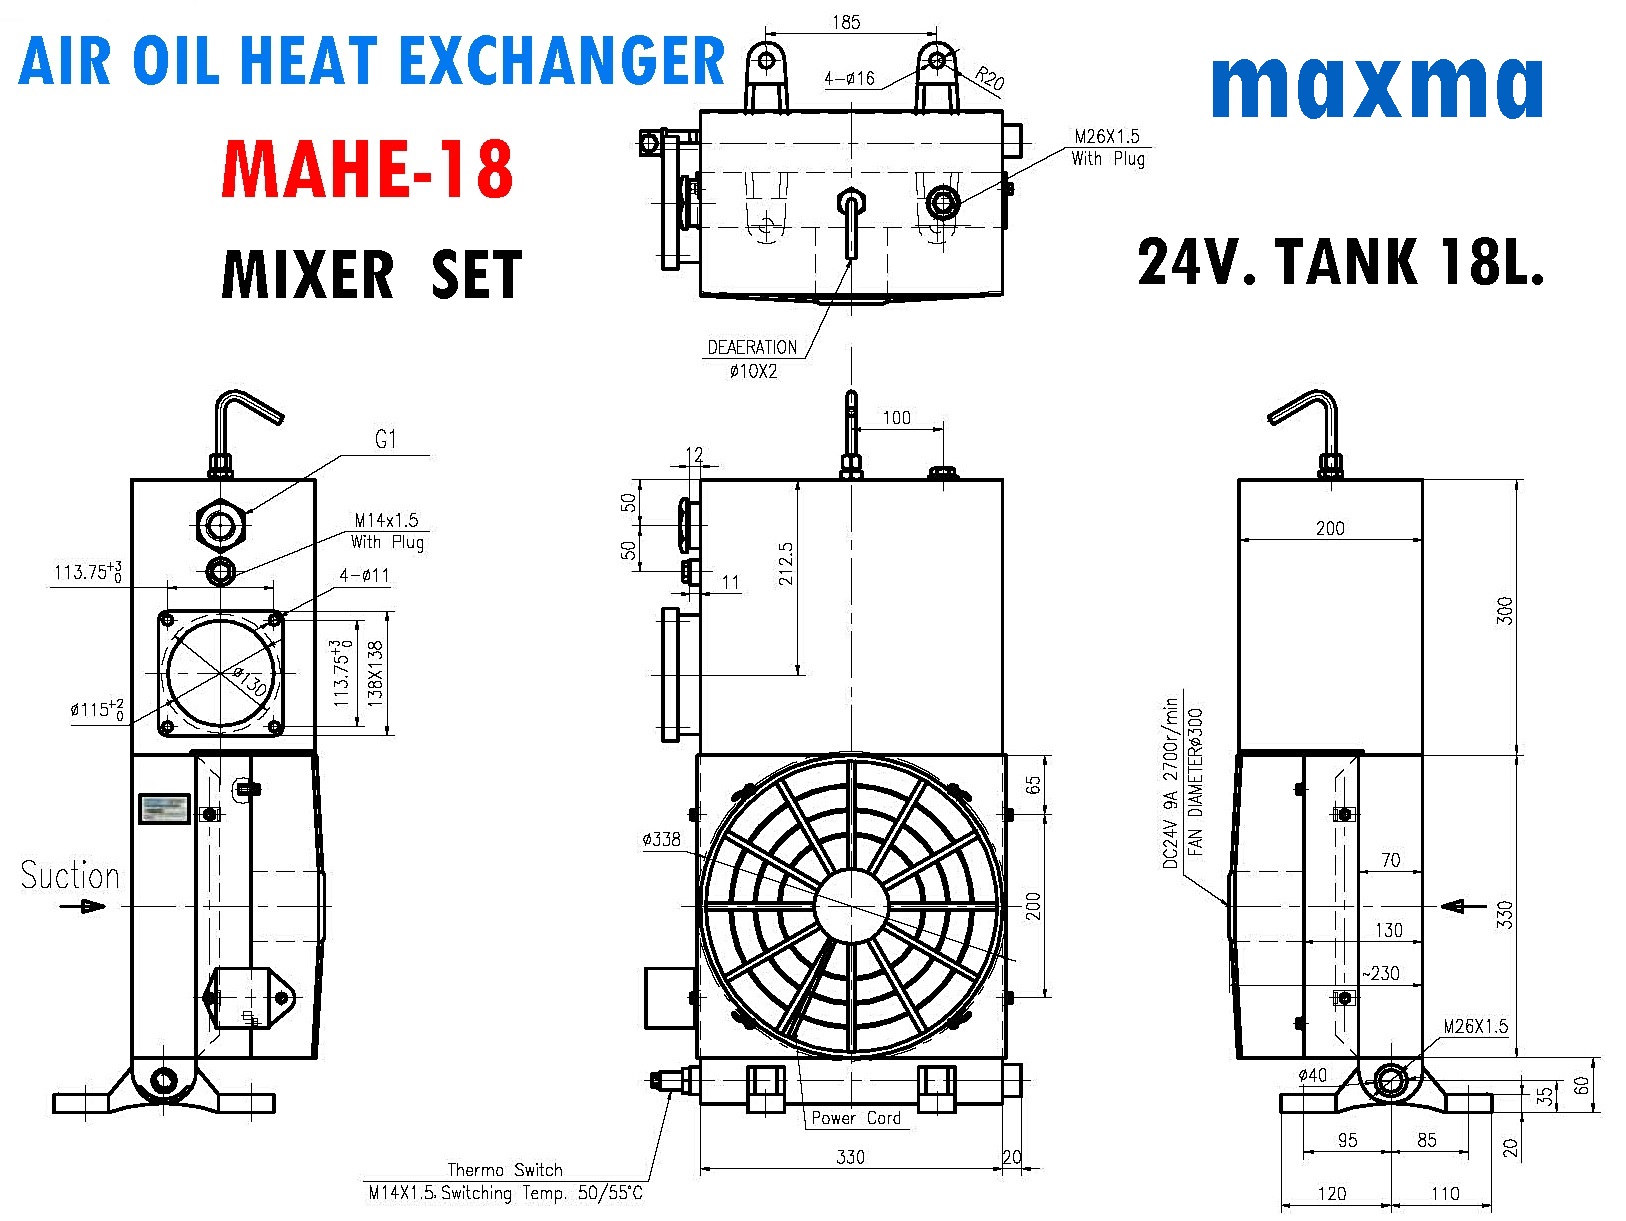 AIR OIL HEAT EXCHANGER
MAHE-18
MIXER SET
maxma
24V. TANK 18L.
185
4-ø16
R20
M26X1.5
With Plug
DEAERATION
ø10X2
G1
M14x1.5
With Plug
113.75+3 0
4-ø11
ø130
113.75+3 0
138X138
ø115+2 0
Suction
100
12
50
50
11
212.5
65
ø338
200
Power Cord
330
20
Thermo Switch
M14X1.5, Switching Temp. 50/55°C
200
300
DC24V 9A 2700r/min
FAN DIAMETERø300
70
130
~230
330
M26X1.5
ø40
35
60
20
95
85
120
110